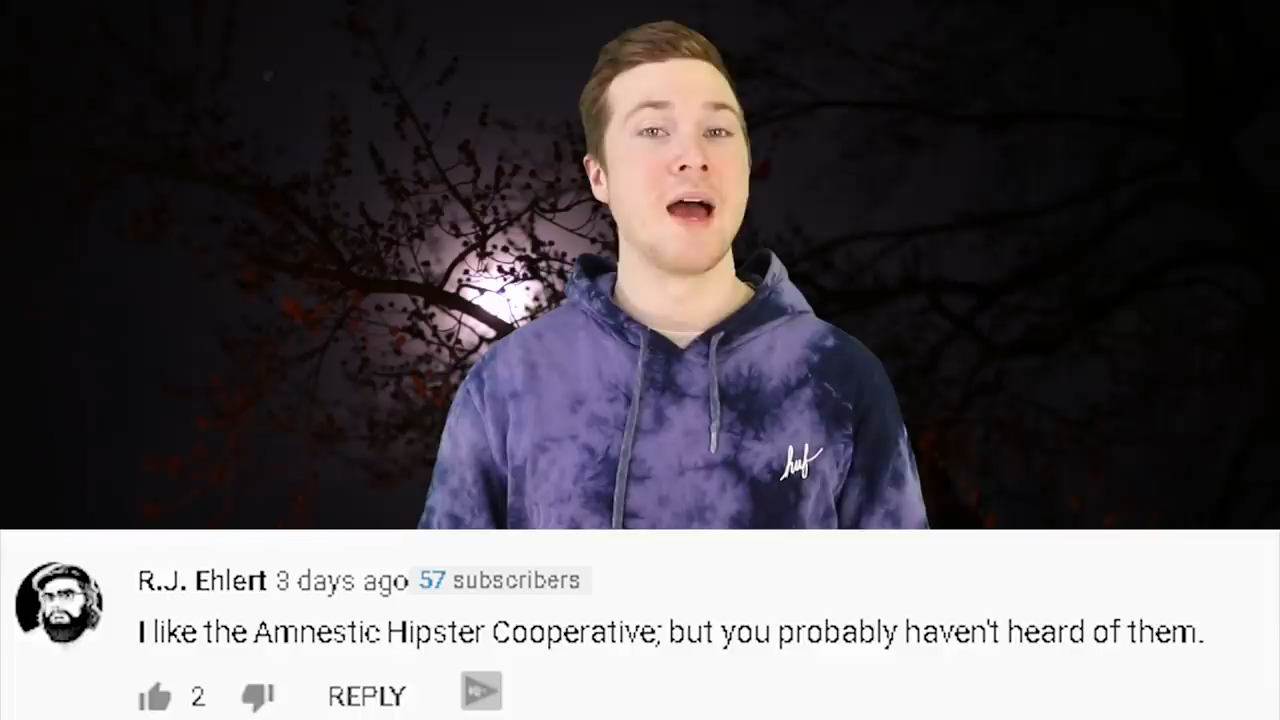 huf
R.J. Ehlert 3 days ago 57 subscribers
I like the Amnestic Hipster Cooperative; but you probably haven't heard of them.
2 REPLY